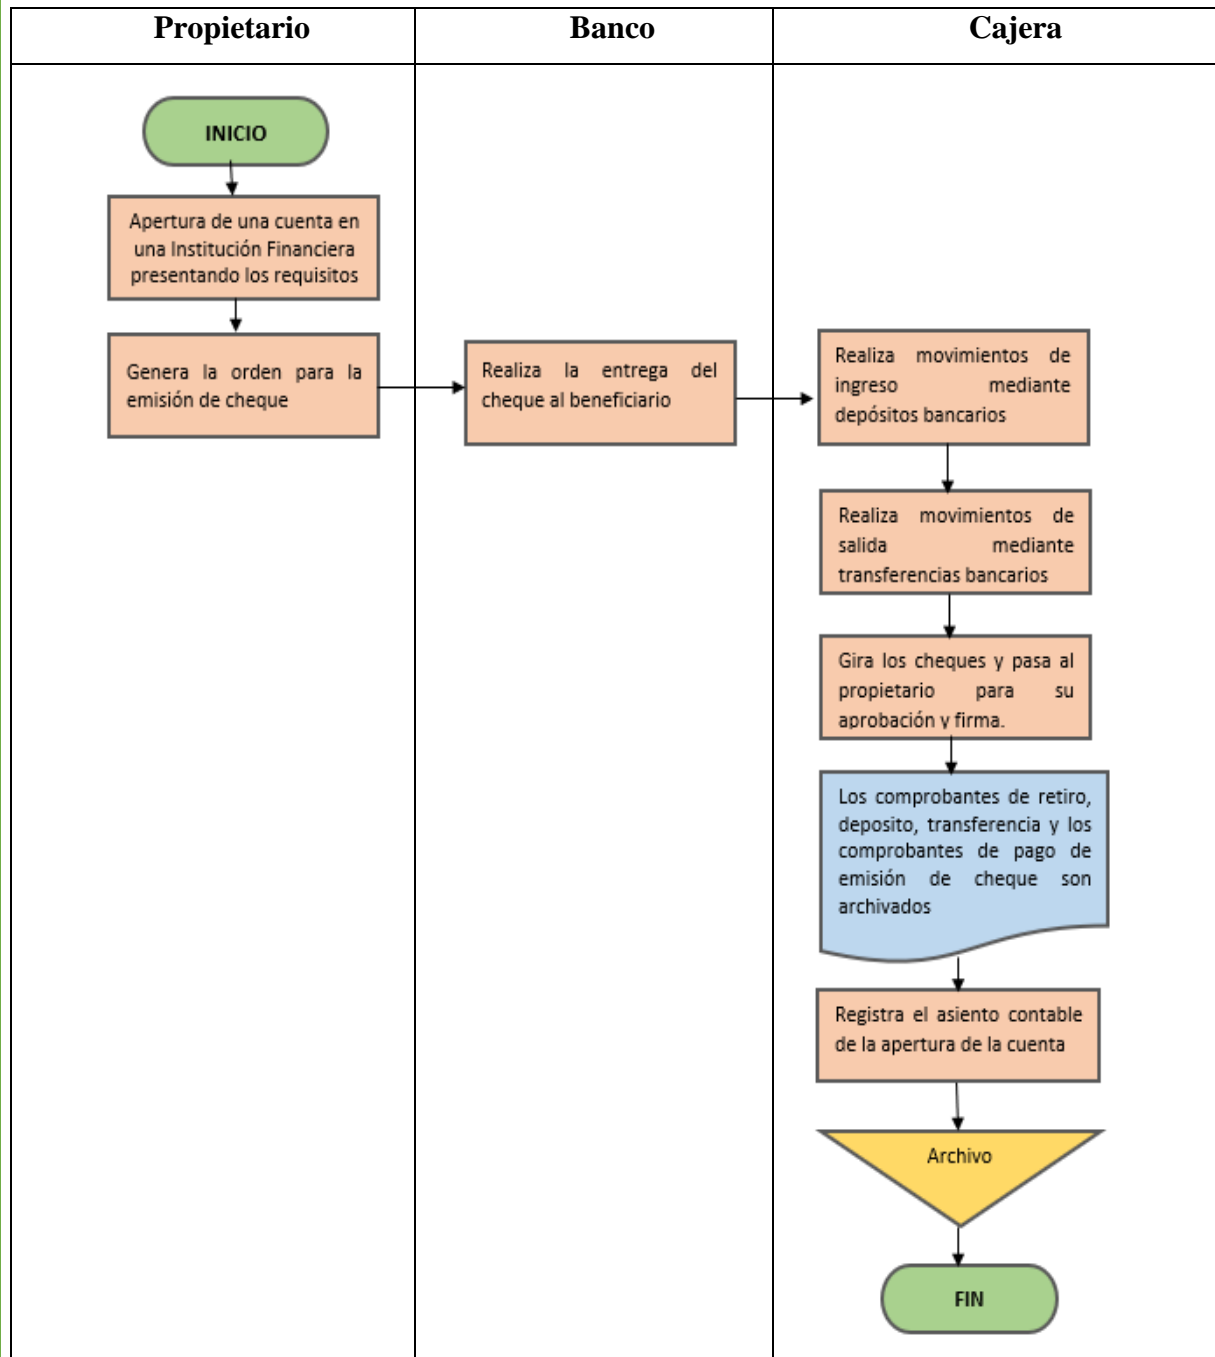 Propietario
Banco
Cajera
INICIO
Apertura de una cuenta en
una Institución Financiera
presentando los requisitos
Genera la orden para la
emisión de cheque
Realiza la entrega del
cheque al beneficiario
Realiza movimientos de
ingreso mediante
depósitos bancarios
Realiza movimientos de
salida mediante
transferencias bancarios
Gira los cheques y pasa al
propietario para su
aprobación y firma.
Los comprobantes de retiro,
deposito, transferencia y los
comprobantes de pago de
emisión de cheque son
archivados
Registra el asiento contable
de la apertura de la cuenta
Archivo
FIN